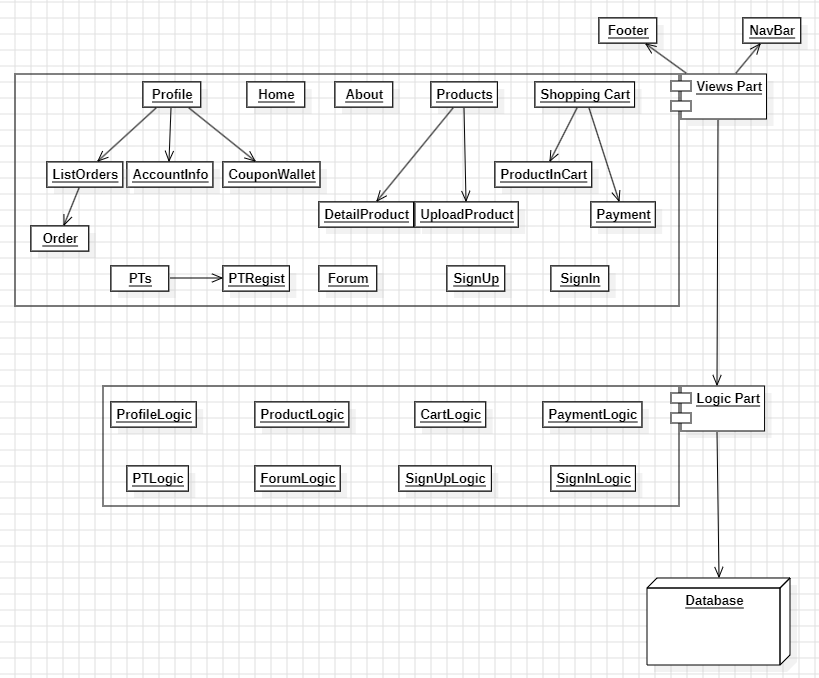 Footer
NavBar
Views Part
Profile
Home
About
Products
Shopping Cart
ListOrders
AccountInfo
CouponWallet
ProductInCart
DetailProduct
UploadProduct
Payment
Order
PTs
PTRegist
Forum
SignUp
SignIn
Logic Part
ProfileLogic
ProductLogic
CartLogic
PaymentLogic
PTLogic
ForumLogic
SignUpLogic
SignInLogic
Database